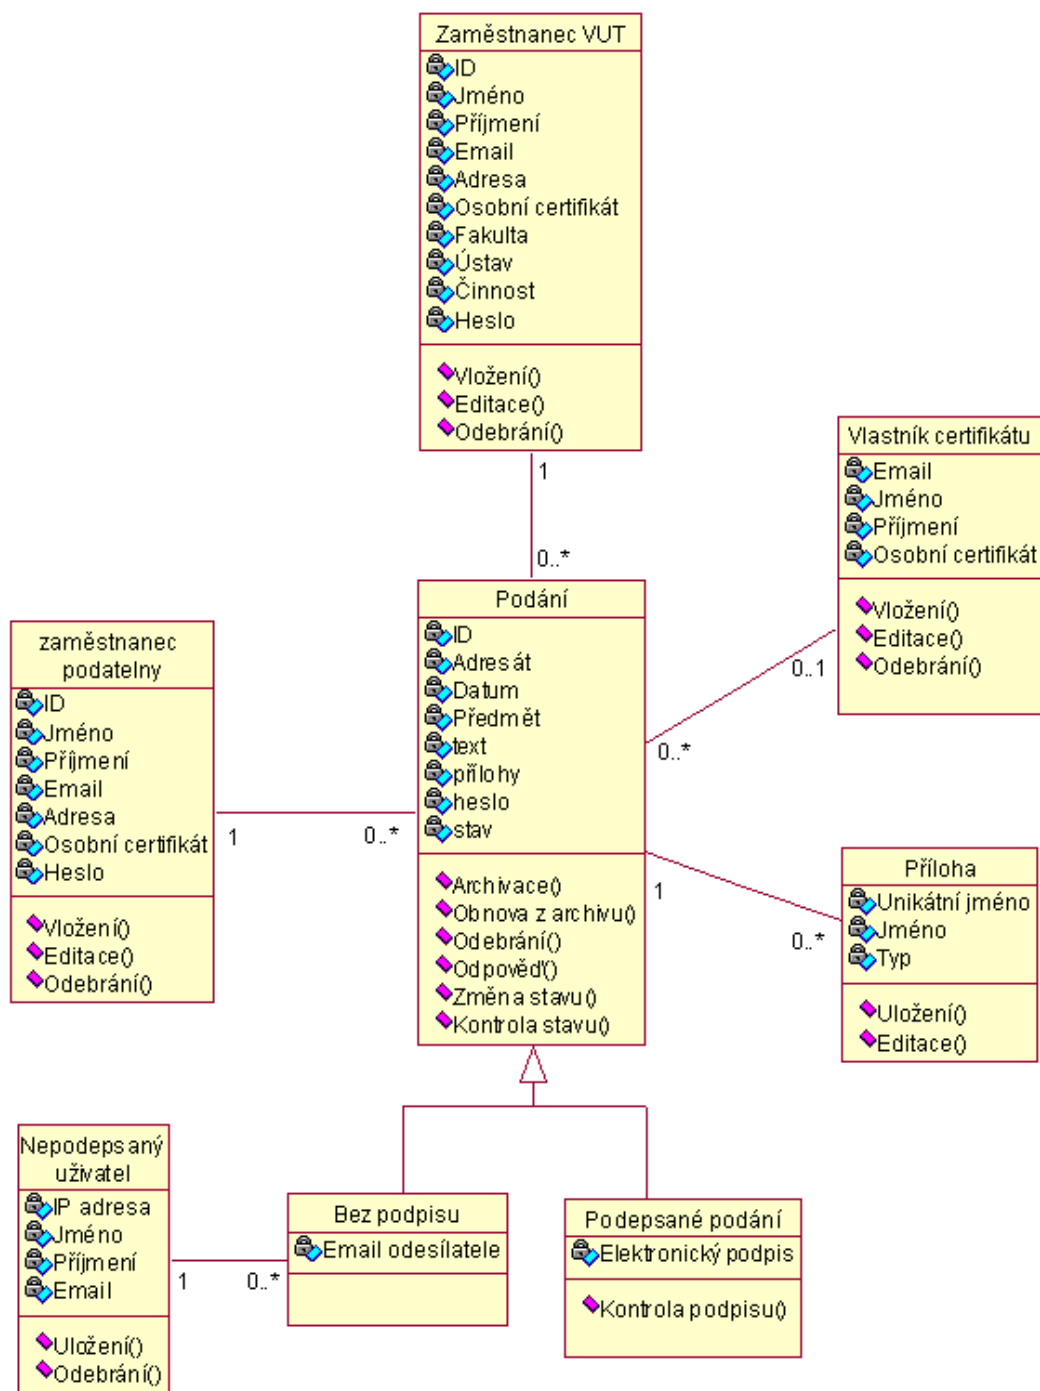 Zaměstnanec VUT
ID
Jméno
Příjmení
Email
Adresa
Osobní certifikát
Fakulta
Ústav
Činnost
Heslo
Vložení()
Editace()
Odebrání()
1
0..*
Vlastník certifikátu
Email
Jméno
Příjmení
Osobní certifikát
Vložení()
Editace()
Odebrání()
0..1
0..*
zaměstnanec
podatelny
ID
Jméno
Příjmení
Email
Adresa
Osobní certifikát
Heslo
Vložení()
Editace()
Odebrání()
1
0..*
Podání
ID
Adresát
Datum
Předmět
text
přílohy
heslo
stav
Archivace()
Obnova z archivu()
Odebrání()
Odpověď()
Změna stavu()
Kontrola stavu()
1
0..*
Příloha
Unikátní jméno
Jméno
Typ
Uložení()
Editace()
Nepodepsaný
uživatel
IP adresa
Jméno
Příjmení
Email
Uložení()
Odebrání()
1
0..*
Bez podpisu
Email odesílatele
Podepsané podání
Elektronický podpis
Kontrola podpisu()